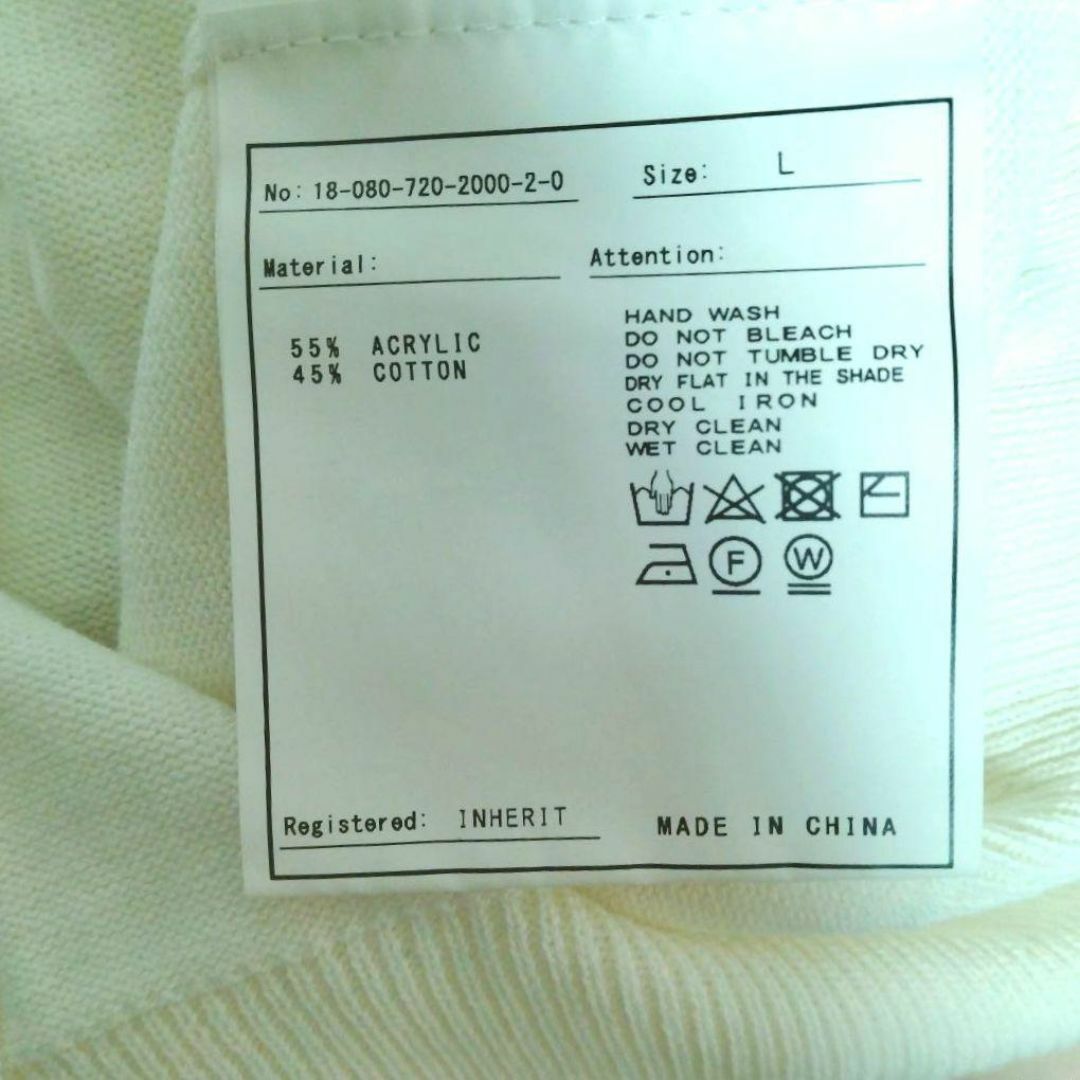 No: 18-080-720-2000-2-0
Size: L
Material:
55% ACRYLIC
45% COTTON
Attention:
HAND WASH
DO NOT BLEACH
DO NOT TUMBLE DRY
DRY FLAT IN THE SHADE
COOL IRON
DRY CLEAN
WET CLEAN
F W
Registered: INHERIT
MADE IN CHINA